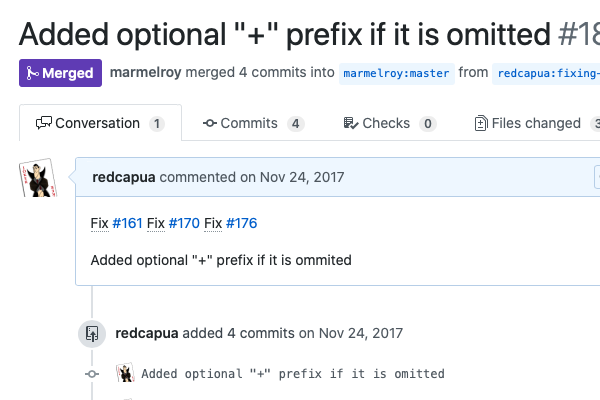 Added optional "+" prefix if it is omitted #18
Merged marmelroy merged 4 commits into marmelroy:master from redcapua:fixing-
Conversation 1 Commits 4 Checks 0 Files changed 3
redcapua commented on Nov 24, 2017
Fix #161 Fix #170 Fix #176
Added optional "+" prefix if it is ommited
redcapua added 4 commits on Nov 24, 2017
Added optional "+" prefix if it is omitted